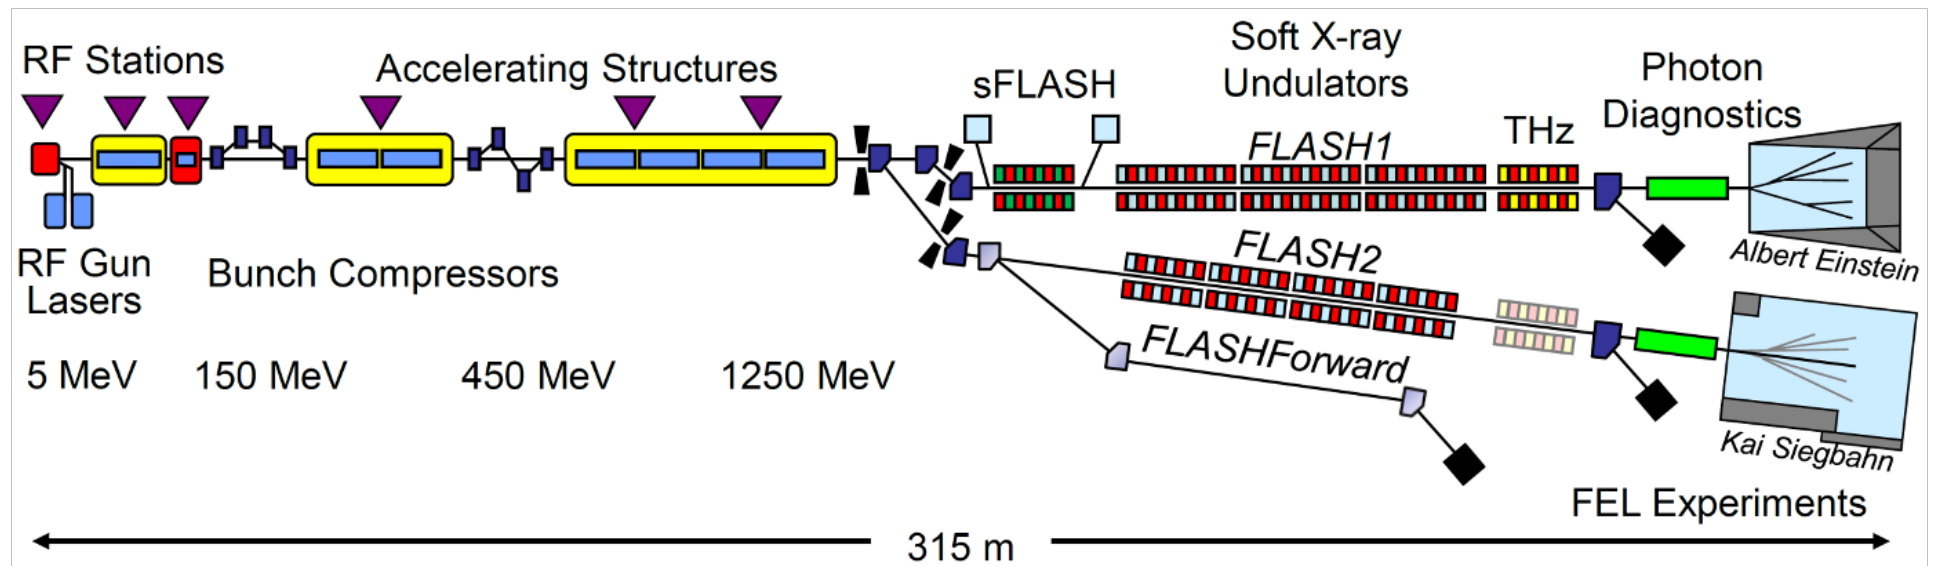 RF Stations
Accelerating Structures
sFLASH
Soft X-ray
Undulators
FLASH1
THz
Photon
Diagnostics
Albert Einstein
RF Gun
Lasers
Bunch Compressors
FLASH2
FLASHForward
Kai Siegbahn
5 MeV
150 MeV
450 MeV
1250 MeV
FEL Experiments
315 m